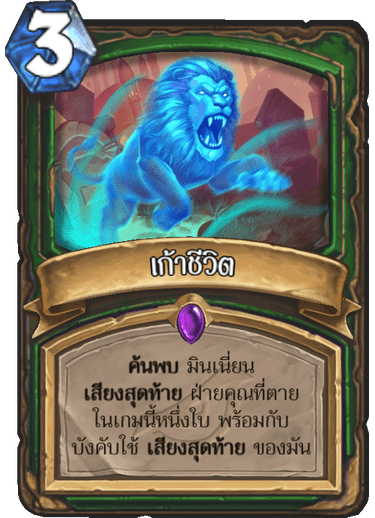 3
เก้าชีวิต
ค้นพบ มินเนี่ยน
เสียงสุดท้าย ฝ่ายคุณที่ตาย
ในเกมนี้หนึ่งใบ พร้อมกับ
บังคับใช้ เสียงสุดท้าย ของมัน